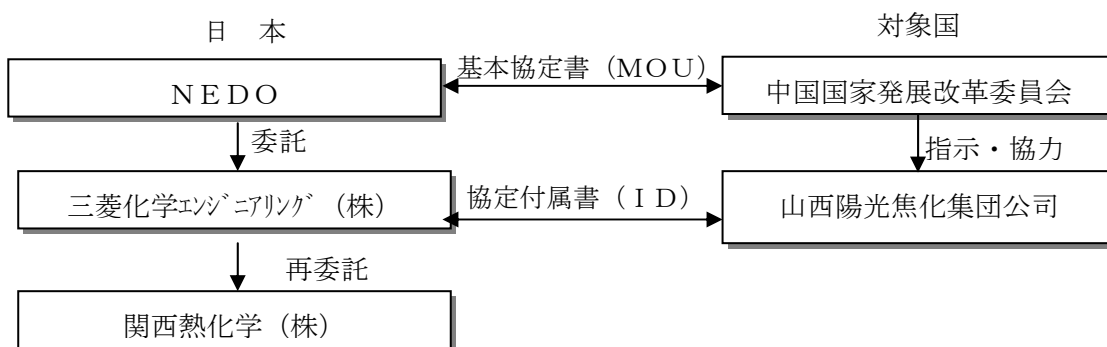 日　本
対象国
ＮＥＤＯ
基本協定書（ＭＯＵ）
中国国家発展改革委員会
委託
指示・協力
三菱化学ｴﾝｼﾞﾆｱﾘﾝｸﾞ（株）
協定付属書（ＩＤ）
山西陽光焦化集団公司
再委託
関西熱化学（株）